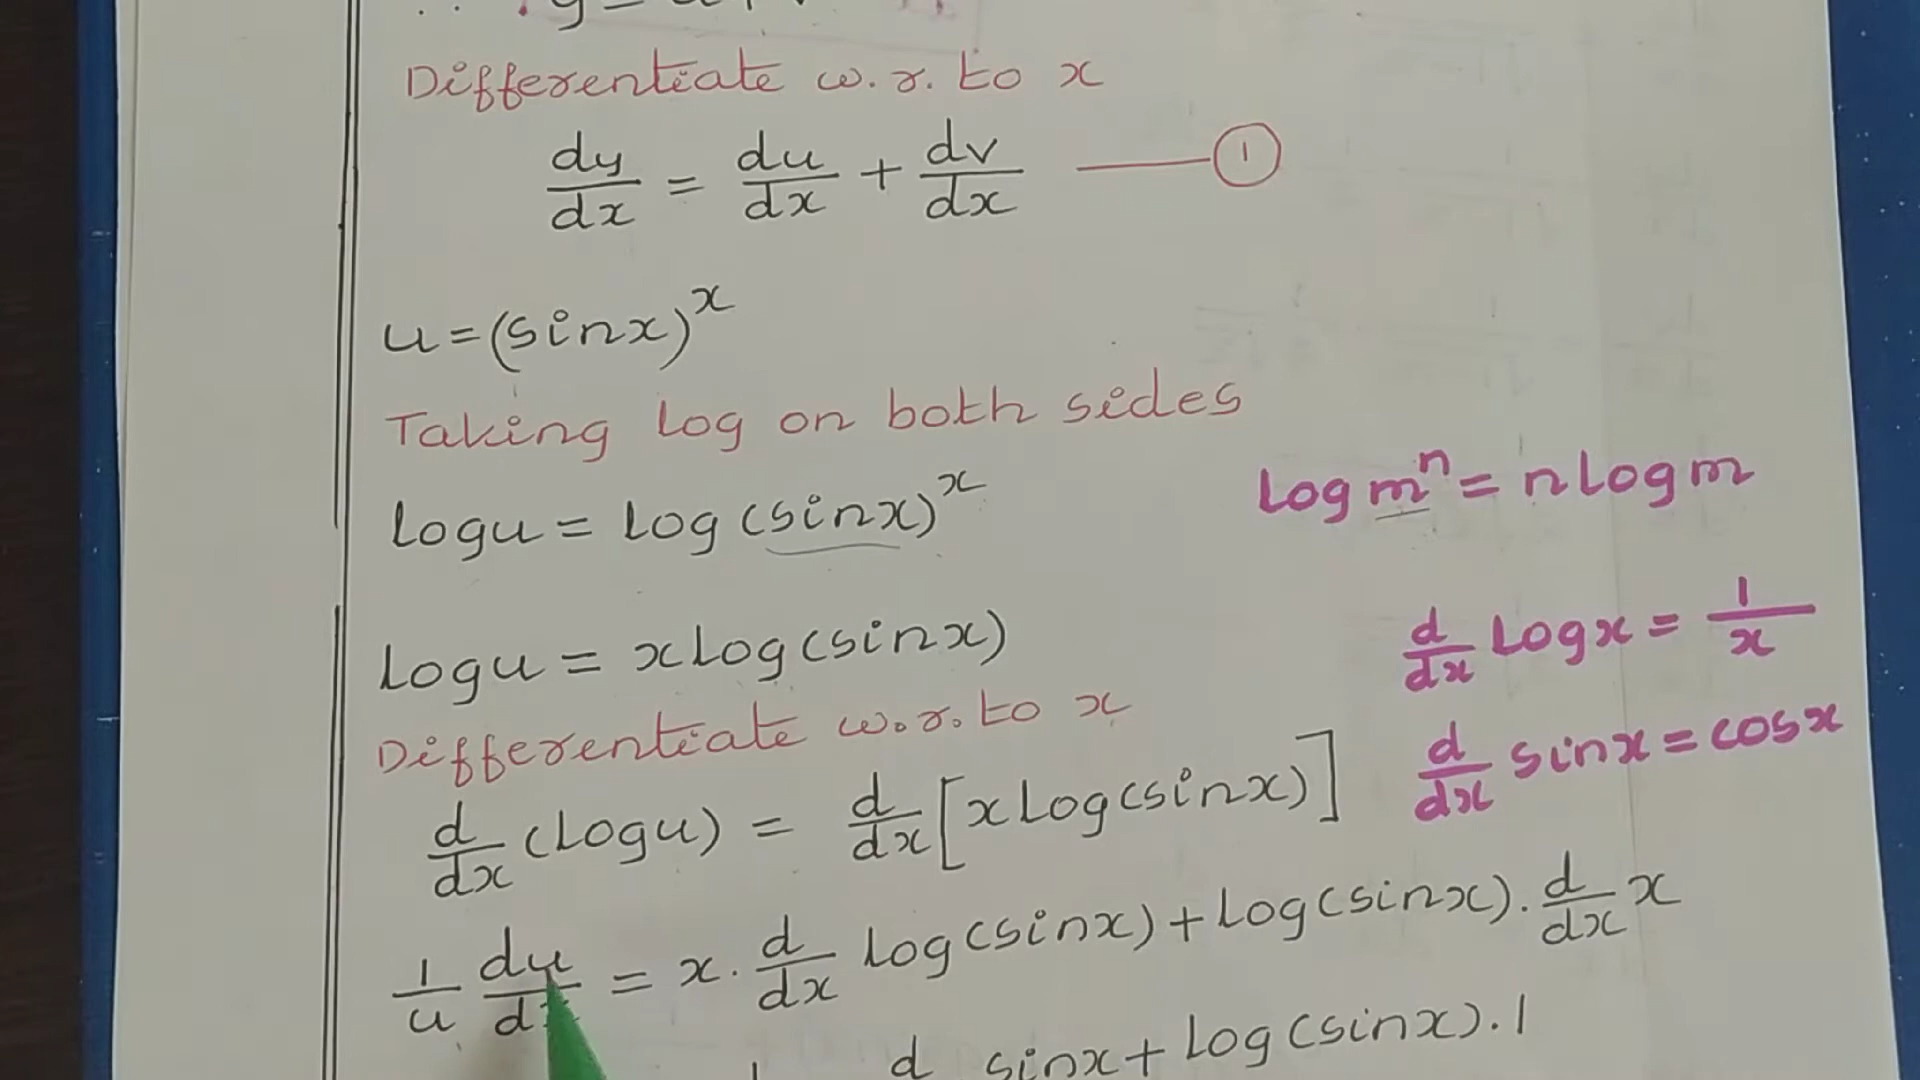 Differentiate w.r. to x
dy/dx = du/dx + dv/dx —— ①
u = (sinx)^x
Taking log on both sides
logu = log(sinx)^x
log m^n = n log m
logu = xlog(sinx)
d/dx logx = 1/x
Differentiate w.r. to x
d/dx sinx = cosx
d/dx (logu) = d/dx [xlog(sinx)]
1/u du/dx = x. d/dx log(sinx) + log(sinx). d/dx x
d sinx + log(sinx).1